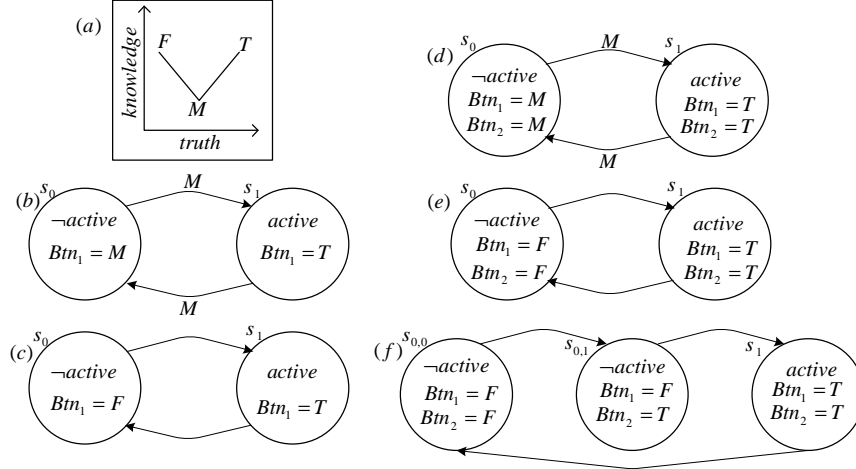 (a)
F T
M
knowledge
truth
(b) s₀ M s₁
¬active
Btn₁ = M
active
Btn₁ = T
M
(c) s₀ s₁
¬active
Btn₁ = F
active
Btn₁ = T
(d) s₀ M s₁
¬active
Btn₁ = M
Btn₂ = M
active
Btn₁ = T
Btn₂ = T
M
(e) s₀ s₁
¬active
Btn₁ = F
Btn₂ = F
active
Btn₁ = T
Btn₂ = T
(f) s₀,₀ s₀,₁ s₁
¬active
Btn₁ = F
Btn₂ = F
¬active
Btn₁ = F
Btn₂ = T
active
Btn₁ = T
Btn₂ = T